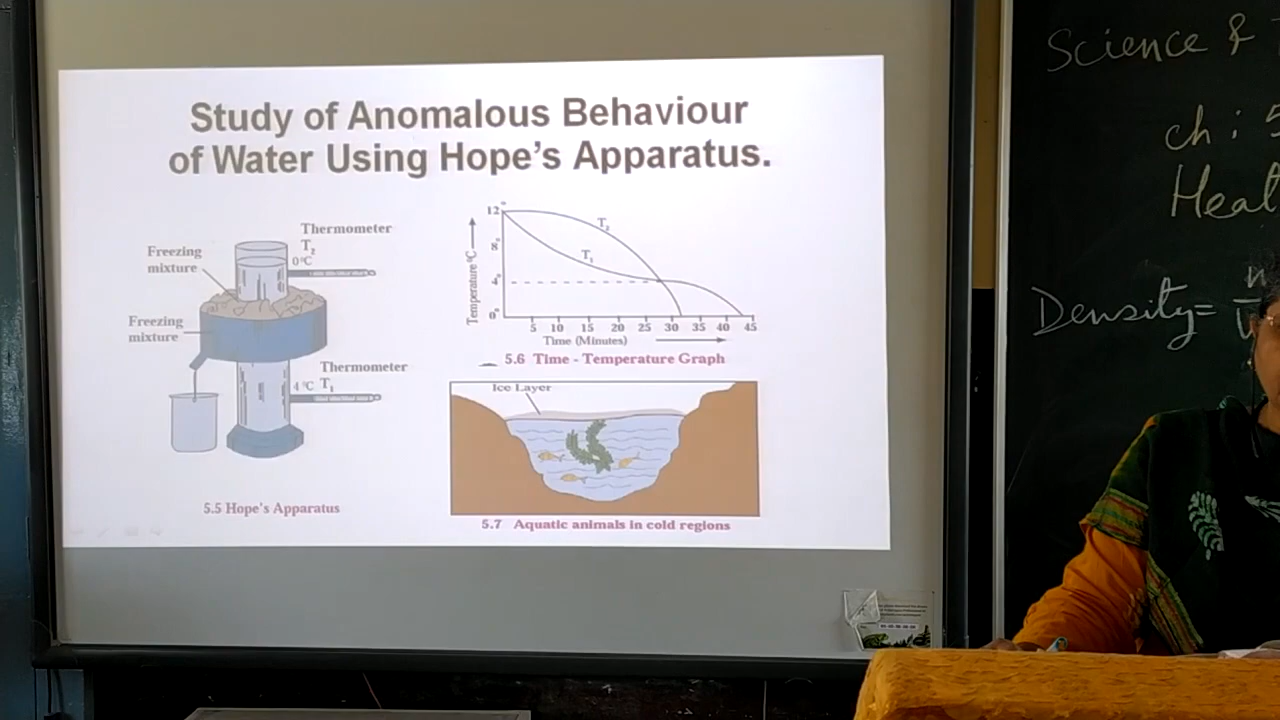 Study of Anomalous Behaviour
of Water Using Hope's Apparatus.
Thermometer
T₂
0°C
Freezing
mixture
Freezing
mixture
Thermometer
4°C T₁
5.5 Hope's Apparatus
Temperature °C
12°
8°
4°
0°
T₂
T₁
5 10 15 20 25 30 35 40 45
Time (Minutes)
5.6 Time - Temperature Graph
Ice Layer
5.7 Aquatic animals in cold regions
Science &
ch: 5
Heat
Density =